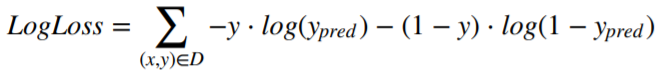 LogLoss = ∑ −y · log(y_pred) − (1 − y) · log(1 − y_pred)
(x,y)∈D